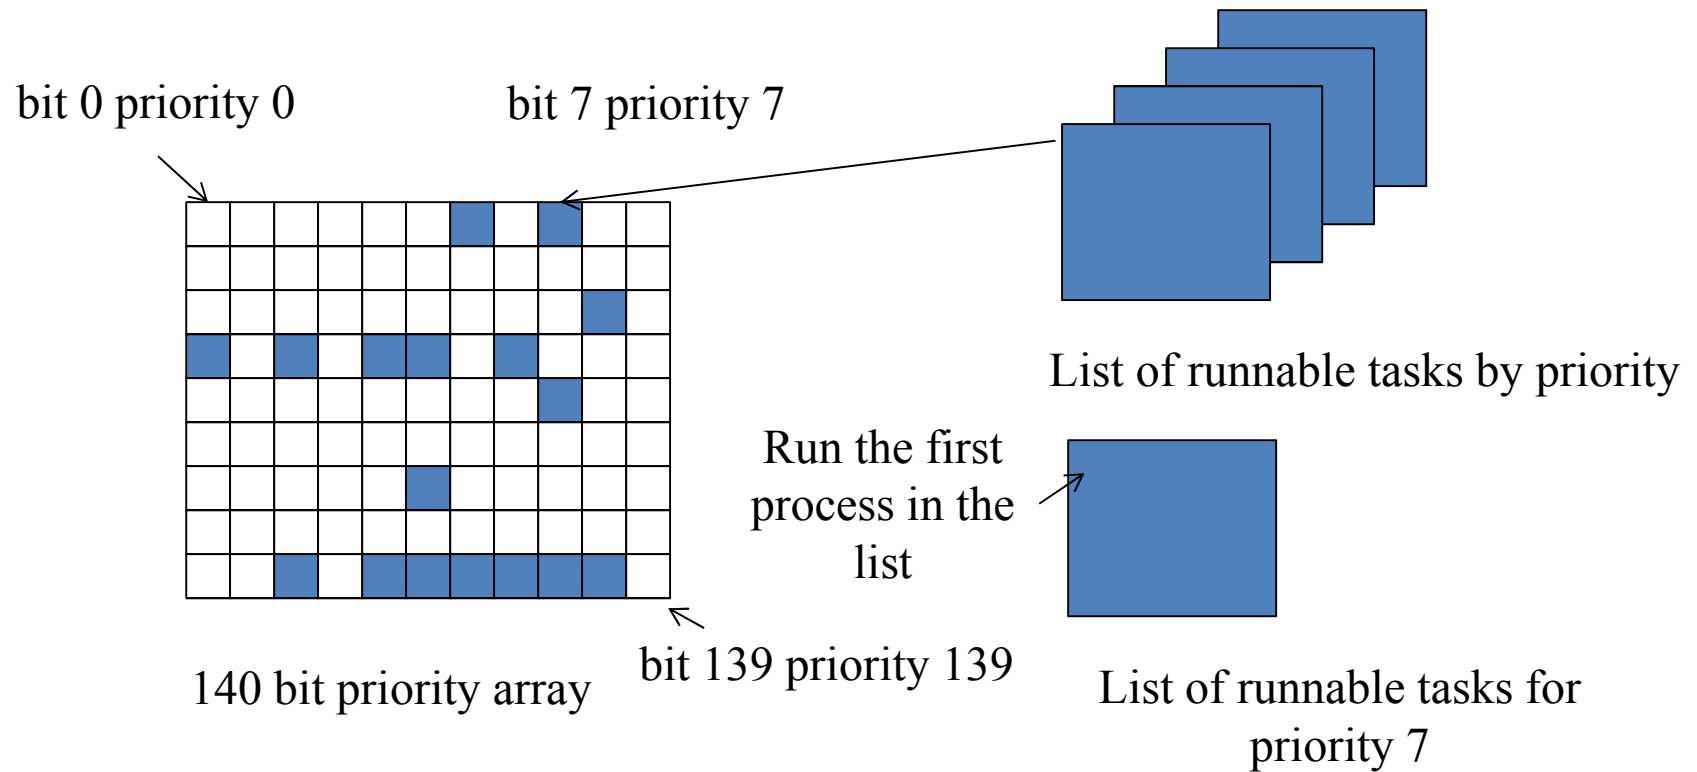 bit 0 priority 0
bit 7 priority 7
List of runnable tasks by priority
Run the first
process in the
list
bit 139 priority 139
140 bit priority array
List of runnable tasks for
priority 7